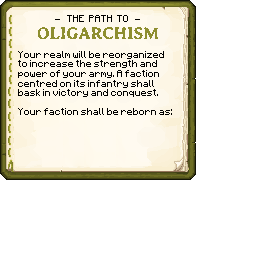 - THE PATH TO -
OLIGARCHISM
Your realm will be reorganized
to increase the strength and
power of your army. A faction
centred on its infantry shall
bask in victory and conquest.
Your faction shall be reborn as: